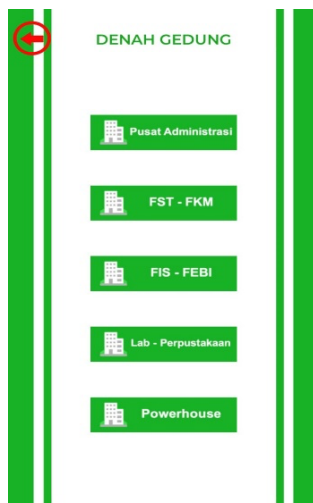 DENAH GEDUNG
Pusat Administrasi
FST - FKM
FIS - FEBI
Lab - Perpustakaan
Powerhouse